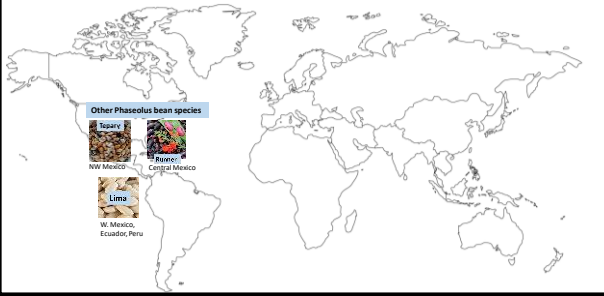 Other Phaseolus bean species
Tepary
Runner
NW Mexico
Central Mexico
Lima
W. Mexico,
Ecuador, Peru